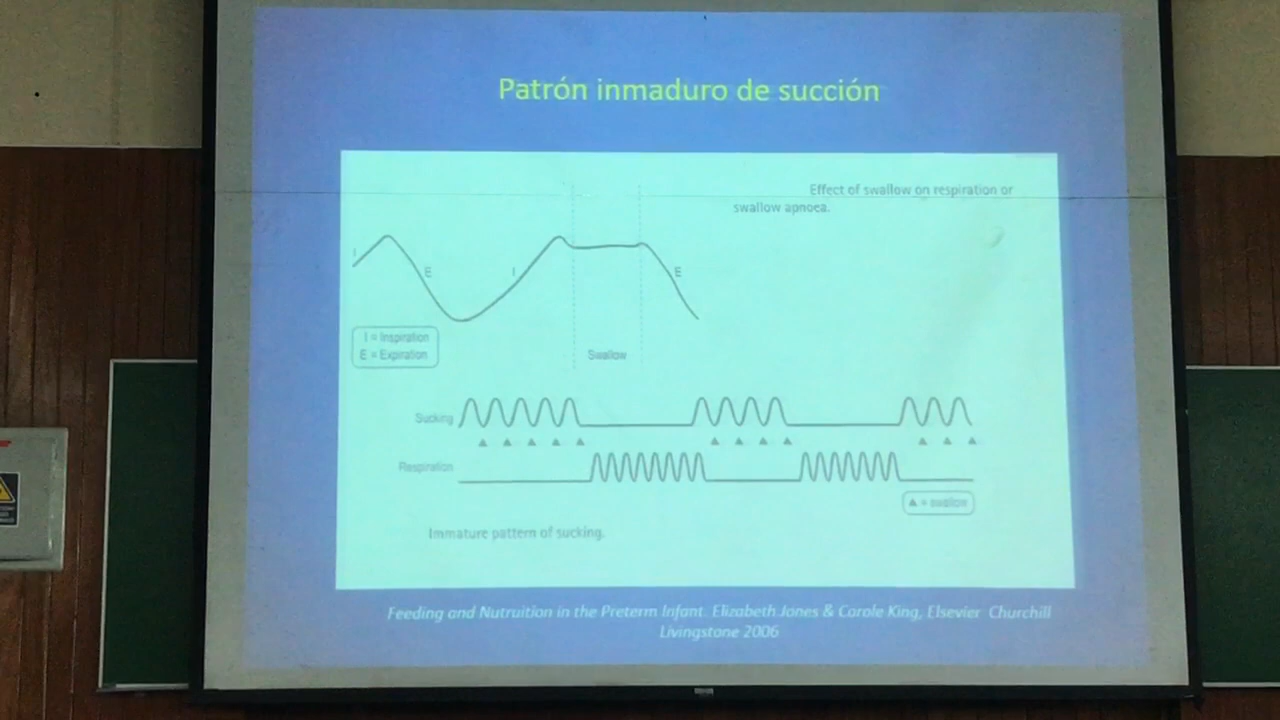 Patrón inmaduro de succión
Effect of swallow on respiration or
swallow apnoea.
I
E
I
E
I = Inspiration
E = Expiration
Swallow
Sucking
Respiration
▲ = swallow
Immature pattern of sucking.
Feeding and Nutruition in the Preterm Infant. Elizabeth Jones & Carole King, Elsevier Churchill
Livingstone 2006